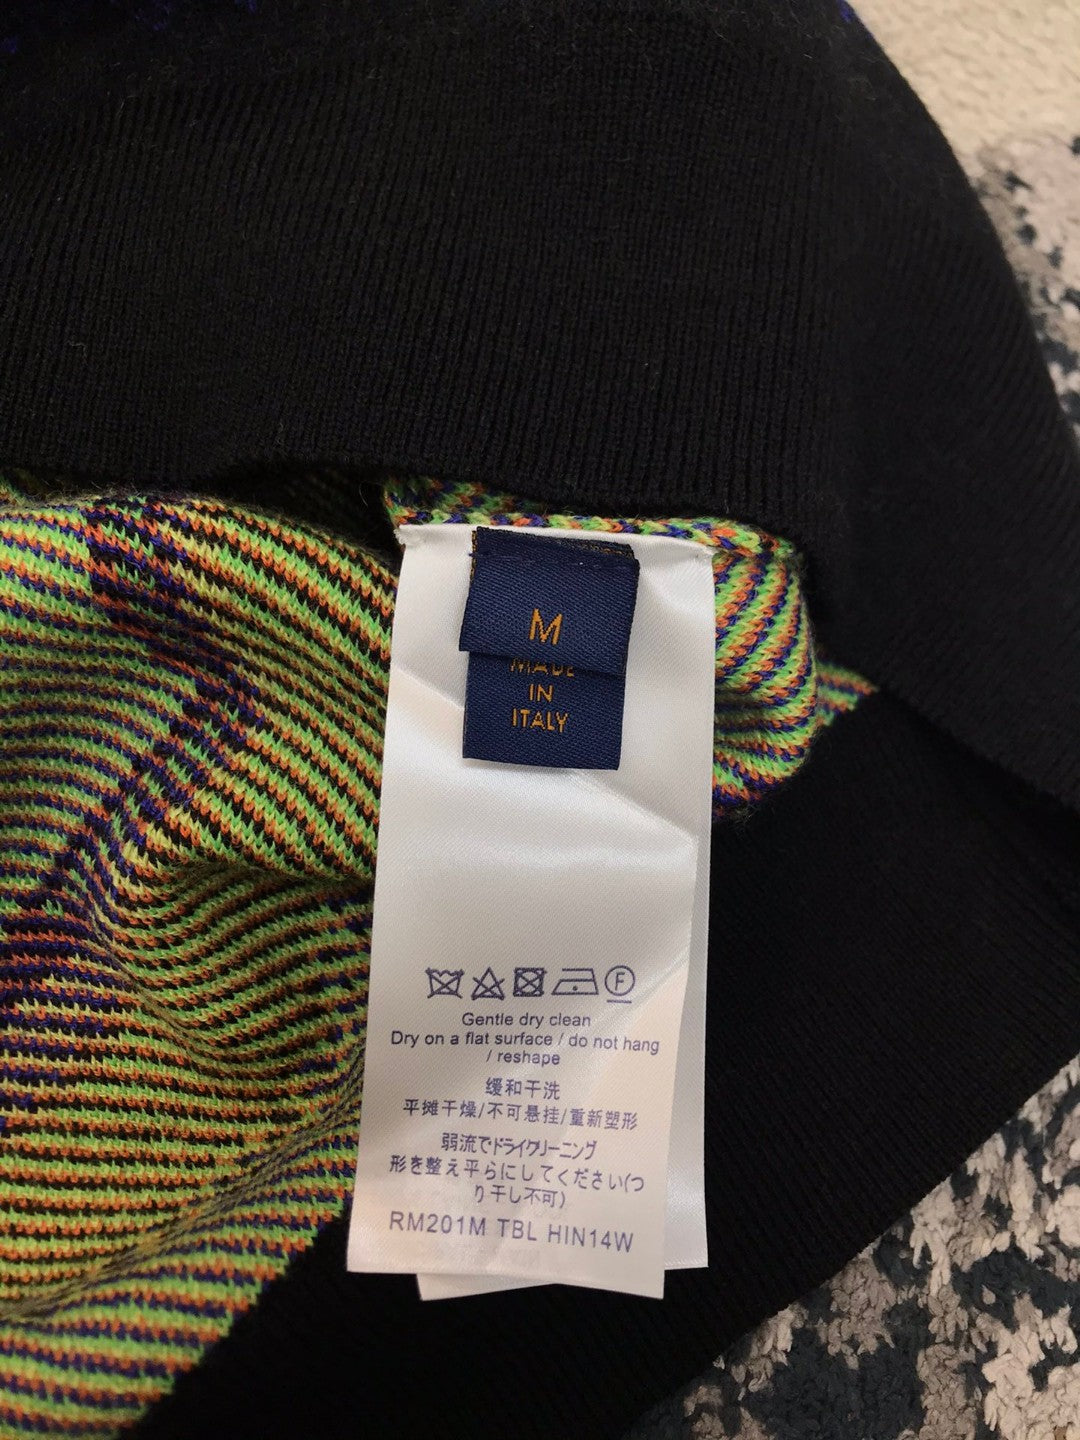 M
MADE
IN
ITALY
F
Gentle dry clean
Dry on a flat surface / do not hang
/ reshape
缓和干洗
平摊干燥/不可悬挂/重新塑形
弱流でドライクリーニング
形を整え平らにしてください(つ
り干し不可)
RM201M TBL HIN14W